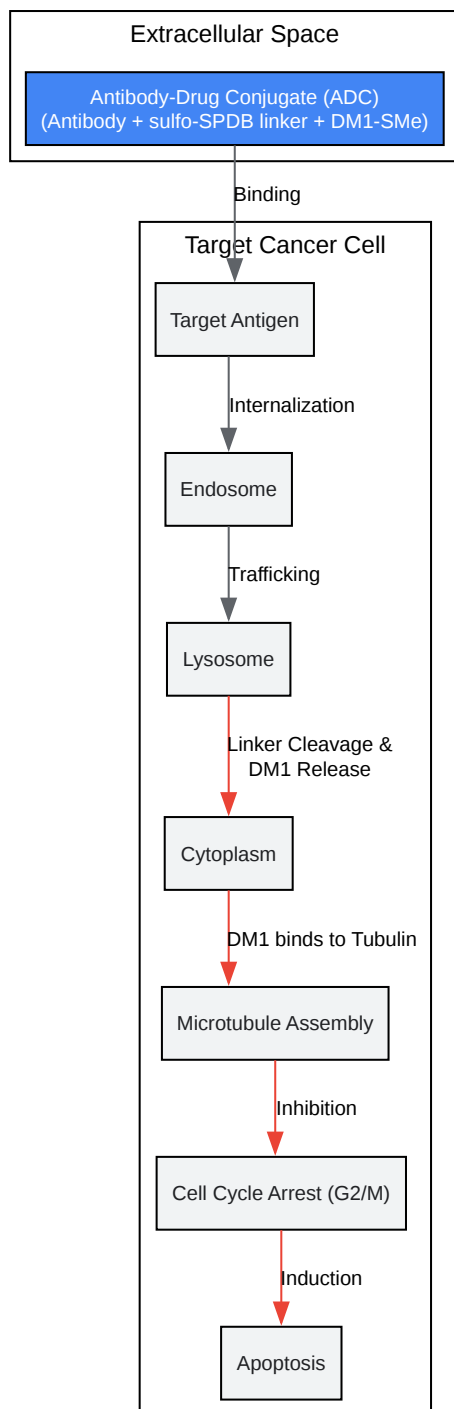 Extracellular Space
Antibody-Drug Conjugate (ADC)
(Antibody + sulfo-SPDB linker + DM1-SMe)
Binding
Target Cancer Cell
Target Antigen
Internalization
Endosome
Trafficking
Lysosome
Linker Cleavage &
DM1 Release
Cytoplasm
DM1 binds to Tubulin
Microtubule Assembly
Inhibition
Cell Cycle Arrest (G2/M)
Induction
Apoptosis